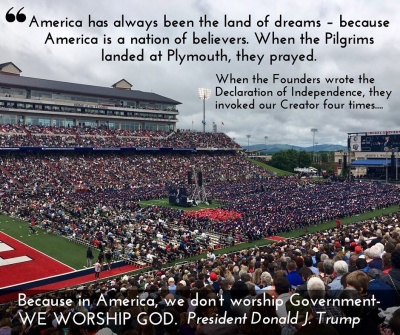 “America has always been the land of dreams – because
America is a nation of believers. When the Pilgrims
landed at Plymouth, they prayed.
When the Founders wrote the
Declaration of Independence, they
invoked our Creator four times....
Because in America, we don't worship Government-
WE WORSHIP GOD. President Donald J. Trump